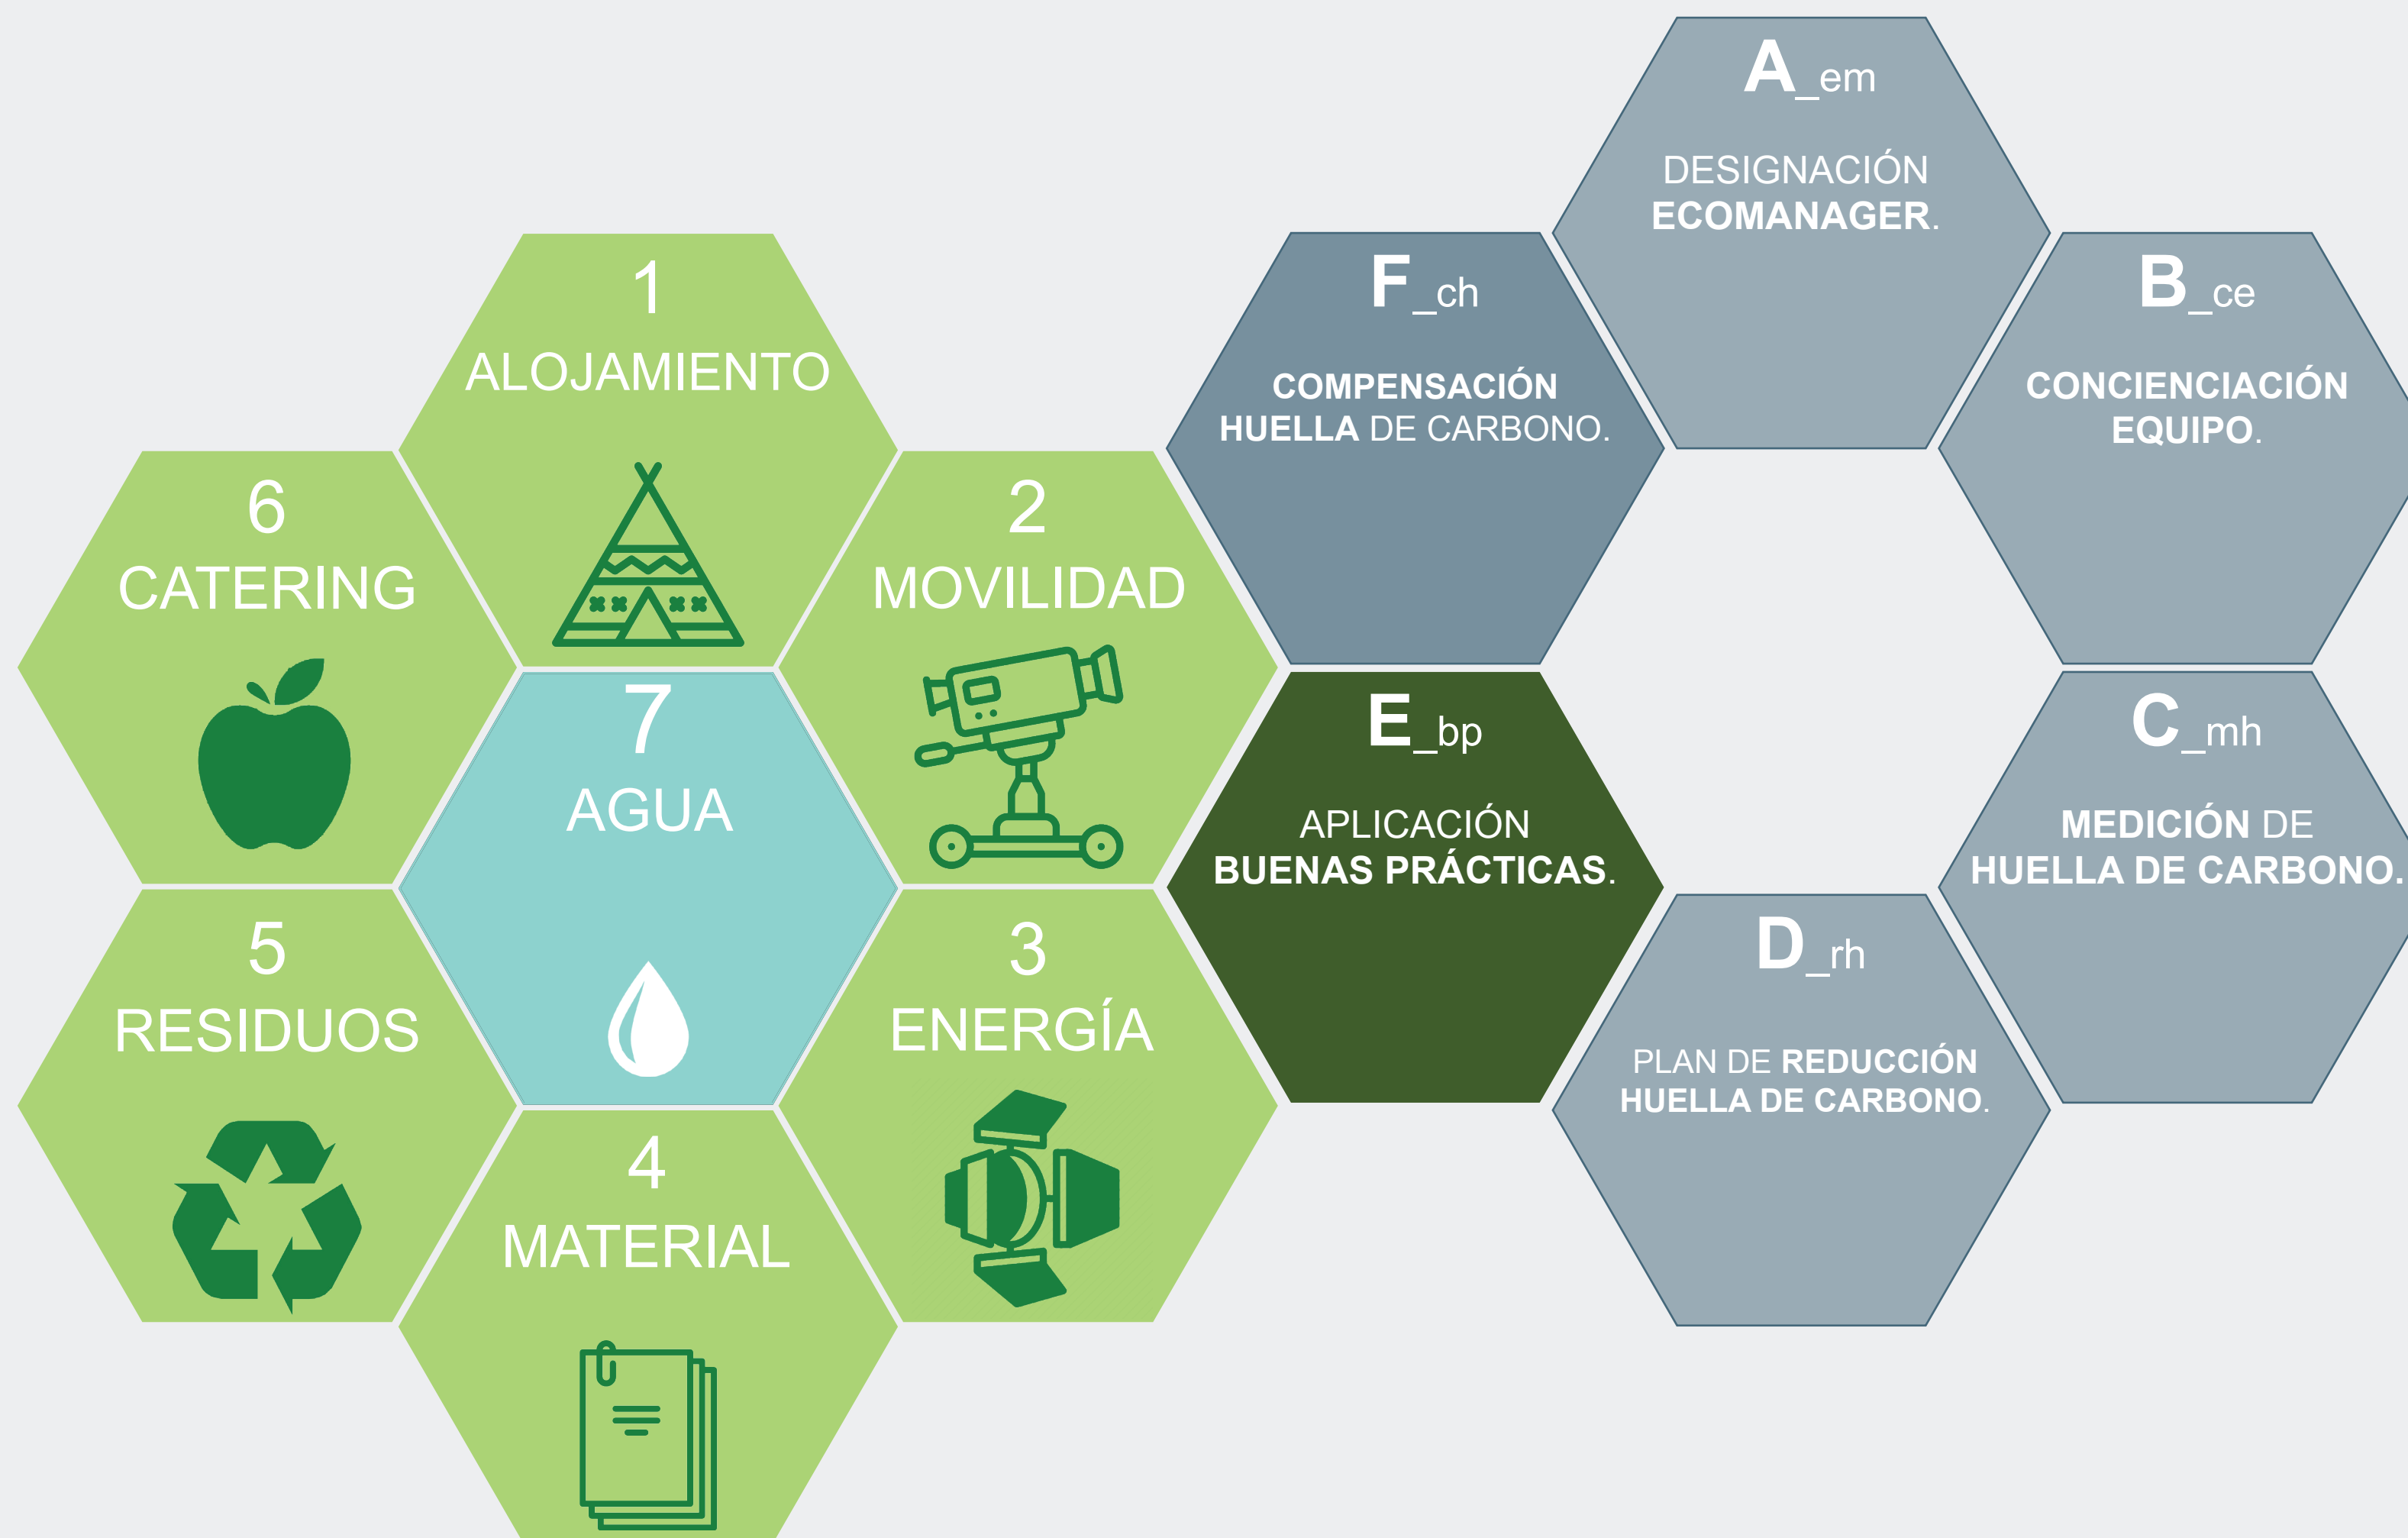 1
ALOJAMIENTO
2
MOVILIDAD
3
ENERGÍA
4
MATERIAL
5
RESIDUOS
6
CATERING
7
AGUA
A_em
DESIGNACIÓN
ECOMANAGER.
B_ce
CONCIENCIACIÓN
EQUIPO.
C_mh
MEDICIÓN DE
HUELLA DE CARBONO.
D_rh
PLAN DE REDUCCIÓN
HUELLA DE CARBONO.
E_bp
APLICACIÓN
BUENAS PRÁCTICAS.
F_ch
COMPENSACIÓN
HUELLA DE CARBONO.